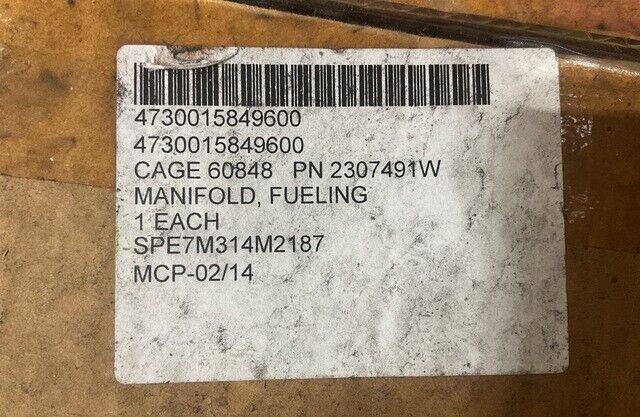 4730015849600
4730015849600
CAGE 60848 PN 2307491W
MANIFOLD, FUELING
1 EACH
SPE7M314M2187
MCP-02/14